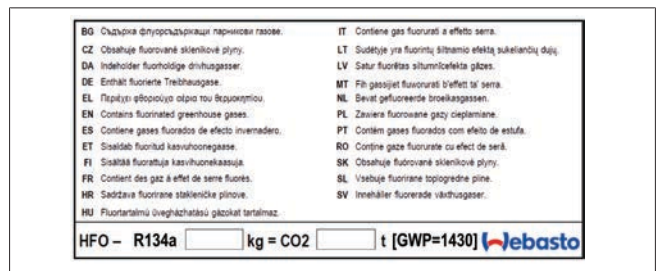 BG Съдържа флуорсъдържащи парникови газове.
CZ Obsahuje fluorované skleníkové plyny.
DA Indeholder fluorholdige drivhusgasser.
DE Enthält fluorierte Treibhausgase.
EL Περιέχει φθοριούχο αέρια του θερμοκηπίου.
EN Contains fluorinated greenhouse gases.
ES Contiene gases fluorados de efecto invernadero.
ET Sisaldab fluoritud kasvuhoonegaase.
FI Sisältää fluorattuja kasvihuonekaasuja.
FR Contient des gaz à effet de serre fluorés.
HR Sadržava fluorirane stakleničke plinove.
HU Fluortartalmú üvegházhatású gázokat tartalmaz.
IT Contiene gas fluorurati a effetto serra.
LT Sudėtyje yra fluorintų šiltnamio efektą sukeliančių dujų.
LV Satur fluorētas siltumnīcefekta gāzes.
MT Fih gassijiet fluworurati b'effett ta' serra.
NL Bevat gefluoreerde broeikasgassen.
PL Zawiera fluorowane gazy cieplarniane.
PT Contém gases fluorados com efeito de estufa.
RO Conține gaze fluorurate cu efect de seră.
SK Obsahuje fluórované skleníkové plyny.
SL Vsebuje fluorirane toplogredne pline.
SV Innehåller fluorerade växthusgaser.
HFO – R134a kg = CO2 t [GWP=1430] Webasto